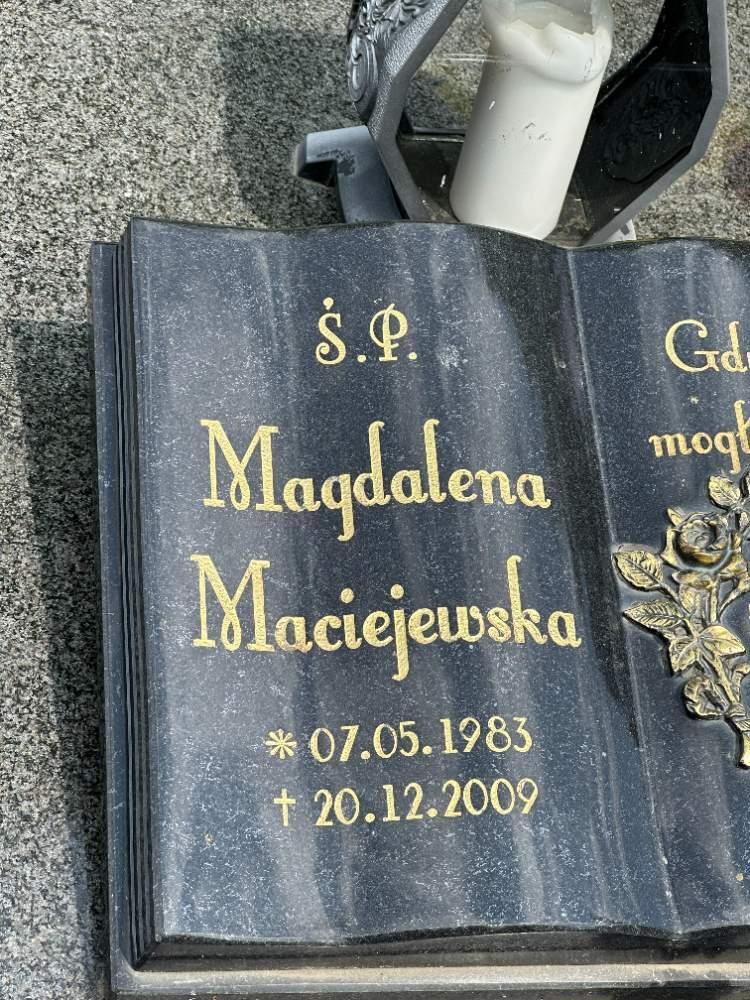 Ś.P.
Magdalena
Maciejewska
* 07.05.1983
† 20.12.2009